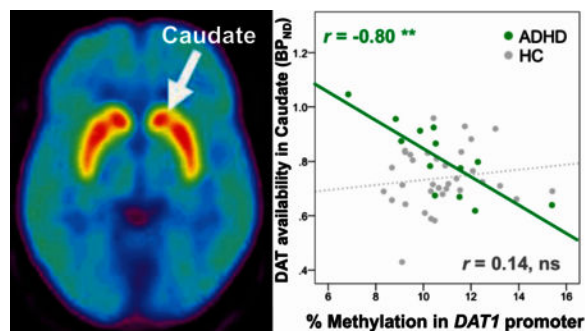 Caudate
r = -0.80 **
ADHD
HC
DAT availability in Caudate (BPND)
1.2
1.0
.8
.6
.4
r = 0.14, ns
6 8 10 12 14 16
% Methylation in DAT1 promoter